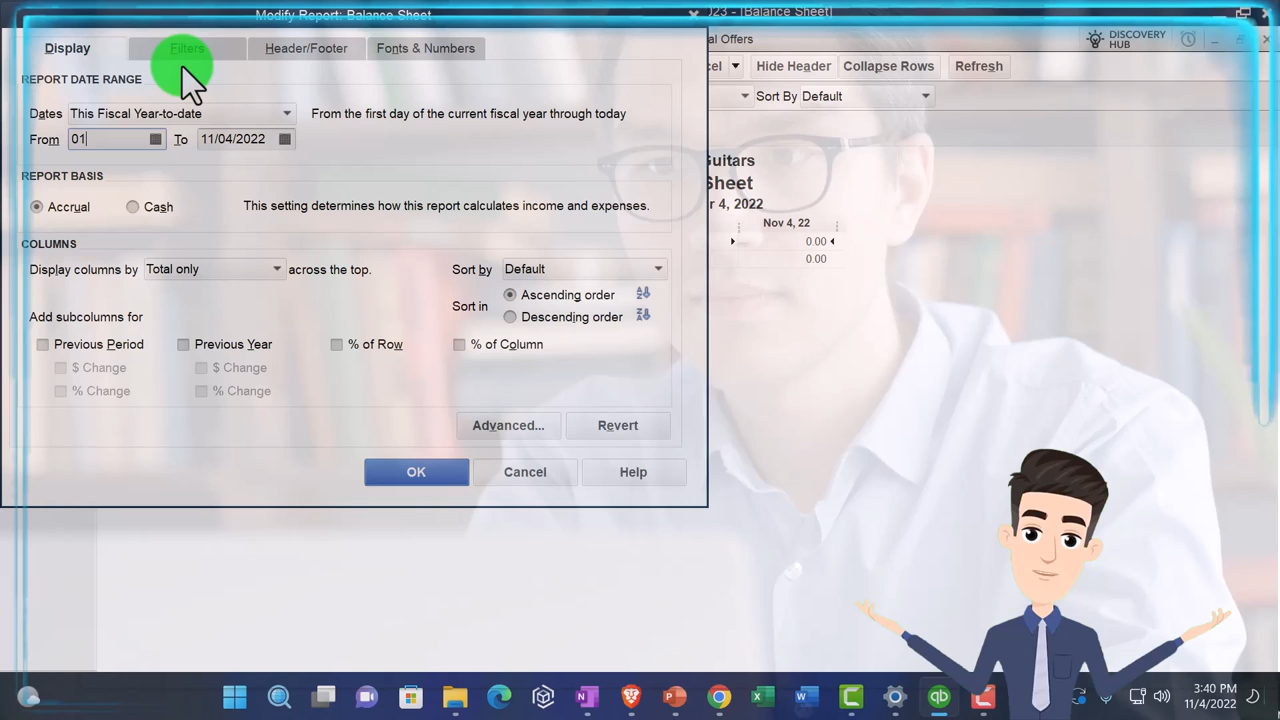 Modify Report: Balance Sheet
023 - [Balance Sheet]
Display Filters Header/Footer Fonts & Numbers
al Offers
DISCOVERY
HUB
REPORT DATE RANGE
cel Hide Header Collapse Rows Refresh
Sort By Default
Dates This Fiscal Year-to-date From the first day of the current fiscal year through today
From 01 To 11/04/2022
Guitars
Sheet
r 4, 2022
Nov 4, 22
0.00
0.00
REPORT BASIS
Accrual Cash This setting determines how this report calculates income and expenses.
COLUMNS
Display columns by Total only across the top. Sort by Default
Sort in Ascending order
Descending order
Add subcolumns for
Previous Period Previous Year % of Row % of Column
$ Change $ Change
% Change % Change
Advanced... Revert
OK Cancel Help
3:40 PM
11/4/2022